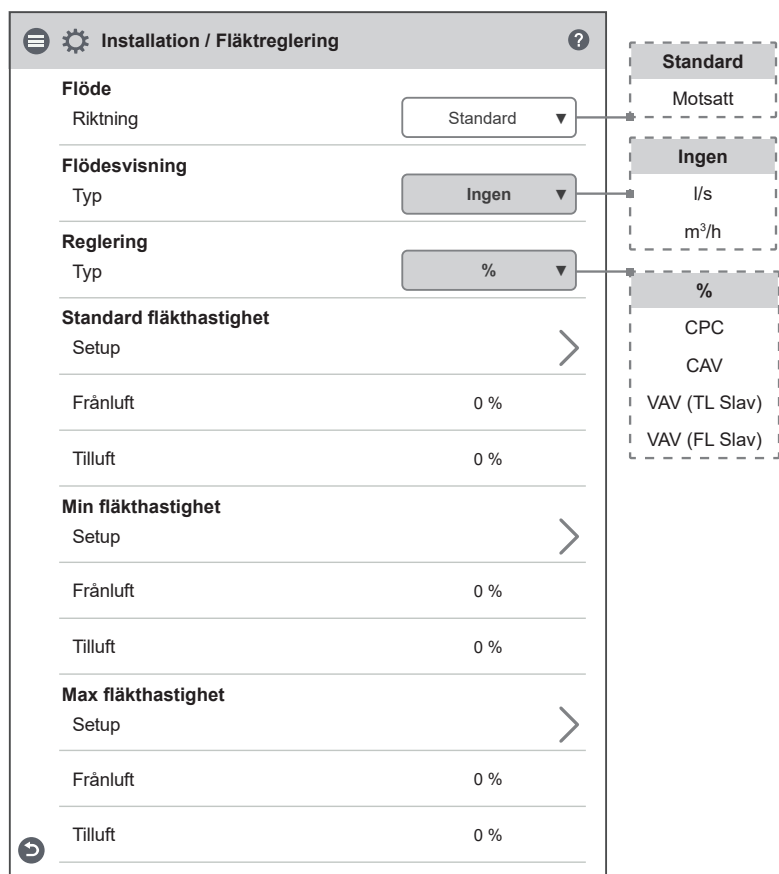 Installation / Fläktreglering
?
Flöde
Riktning
Standard ▼
Standard
Motsatt
Flödesvisning
Typ
Ingen ▼
Ingen
l/s
m³/h
Reglering
Typ
% ▼
%
CPC
CAV
VAV (TL Slav)
VAV (FL Slav)
Standard fläkthastighet
Setup
Frånluft 0 %
Tilluft 0 %
Min fläkthastighet
Setup
Frånluft 0 %
Tilluft 0 %
Max fläkthastighet
Setup
Frånluft 0 %
Tilluft 0 %